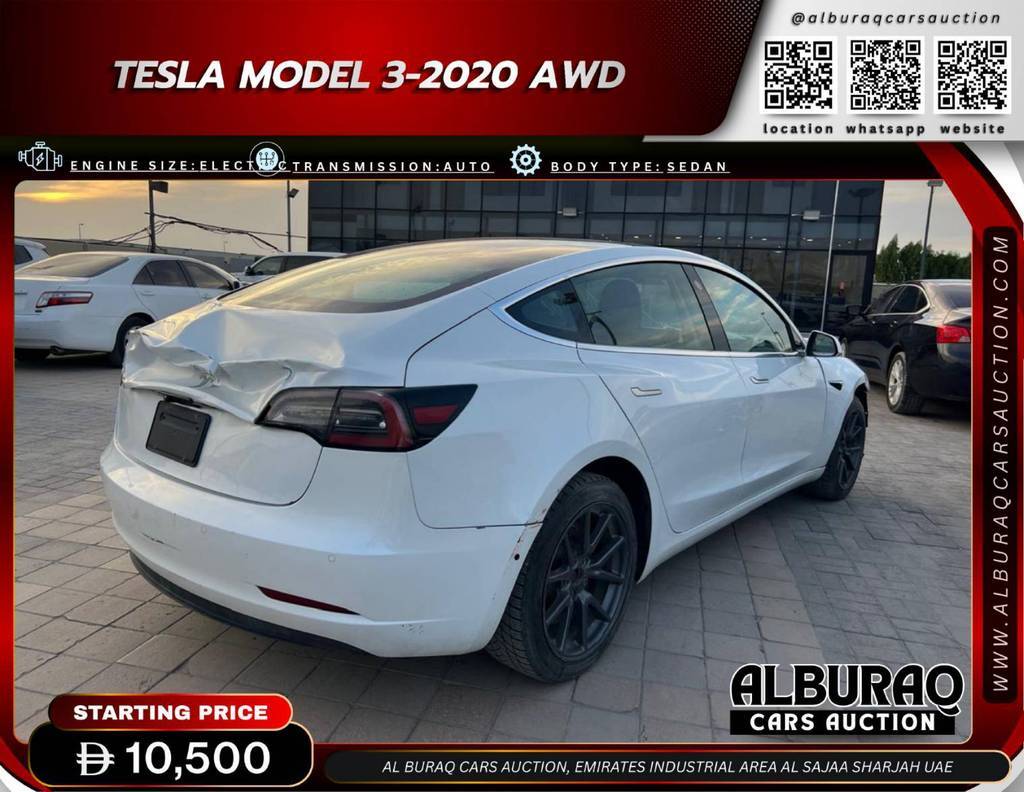 @alburaqcarsauction
TESLA MODEL 3-2020 AWD
location whatsapp website
ENGINE SIZE:ELECTRIC TRANSMISSION:AUTO BODY TYPE: SEDAN
WWW.ALBURAQCARSAUCTION.COM
ALBURAQ
CARS AUCTION
STARTING PRICE
10,500
AL BURAQ CARS AUCTION, EMIRATES INDUSTRIAL AREA AL SAJAA SHARJAH UAE